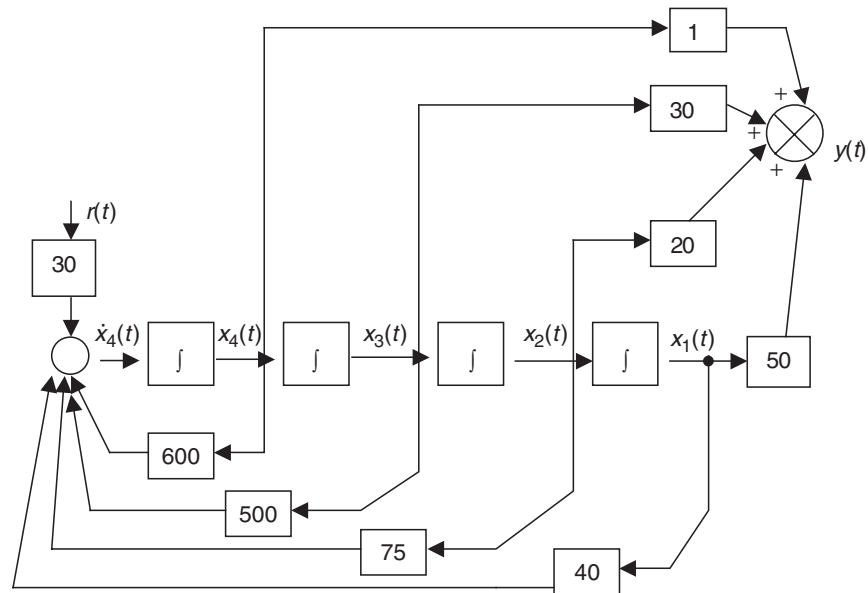 1
+
30
+
y(t)
+
r(t)
20
30
ẋ₄(t)
∫
x₄(t)
∫
x₃(t)
∫
x₂(t)
∫
x₁(t)
50
600
500
75
40